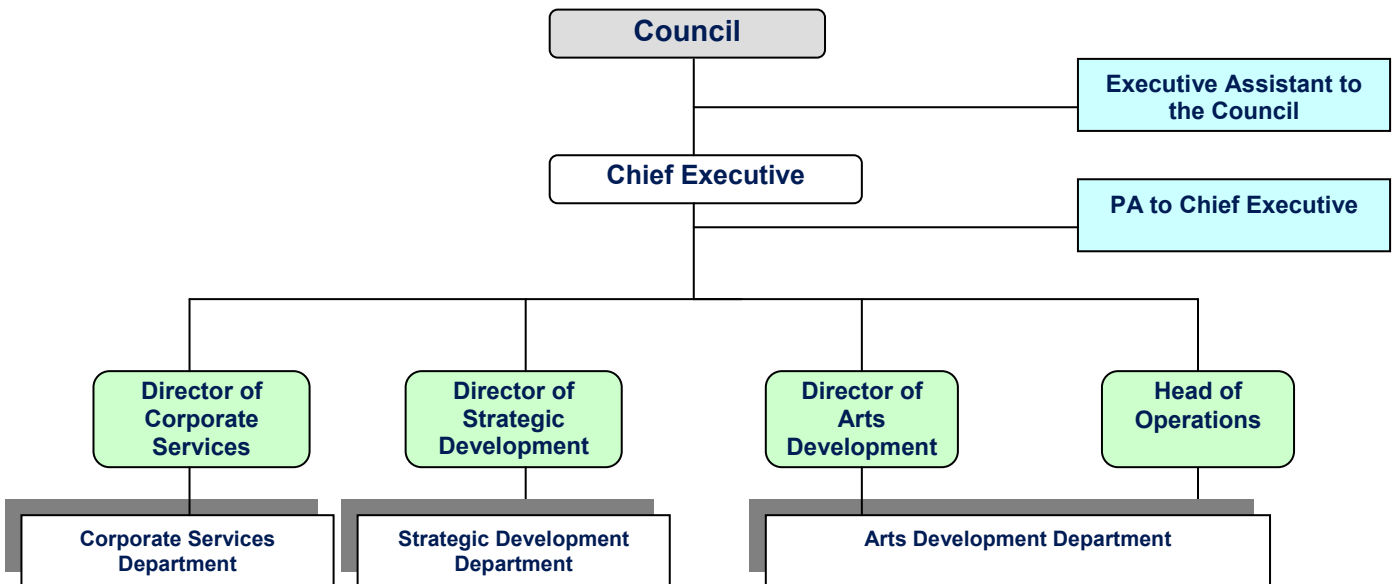 Council
Executive Assistant to
the Council
Chief Executive
PA to Chief Executive
Director of
Corporate
Services
Director of
Strategic
Development
Director of
Arts
Development
Head of
Operations
Corporate Services
Department
Strategic Development
Department
Arts Development Department